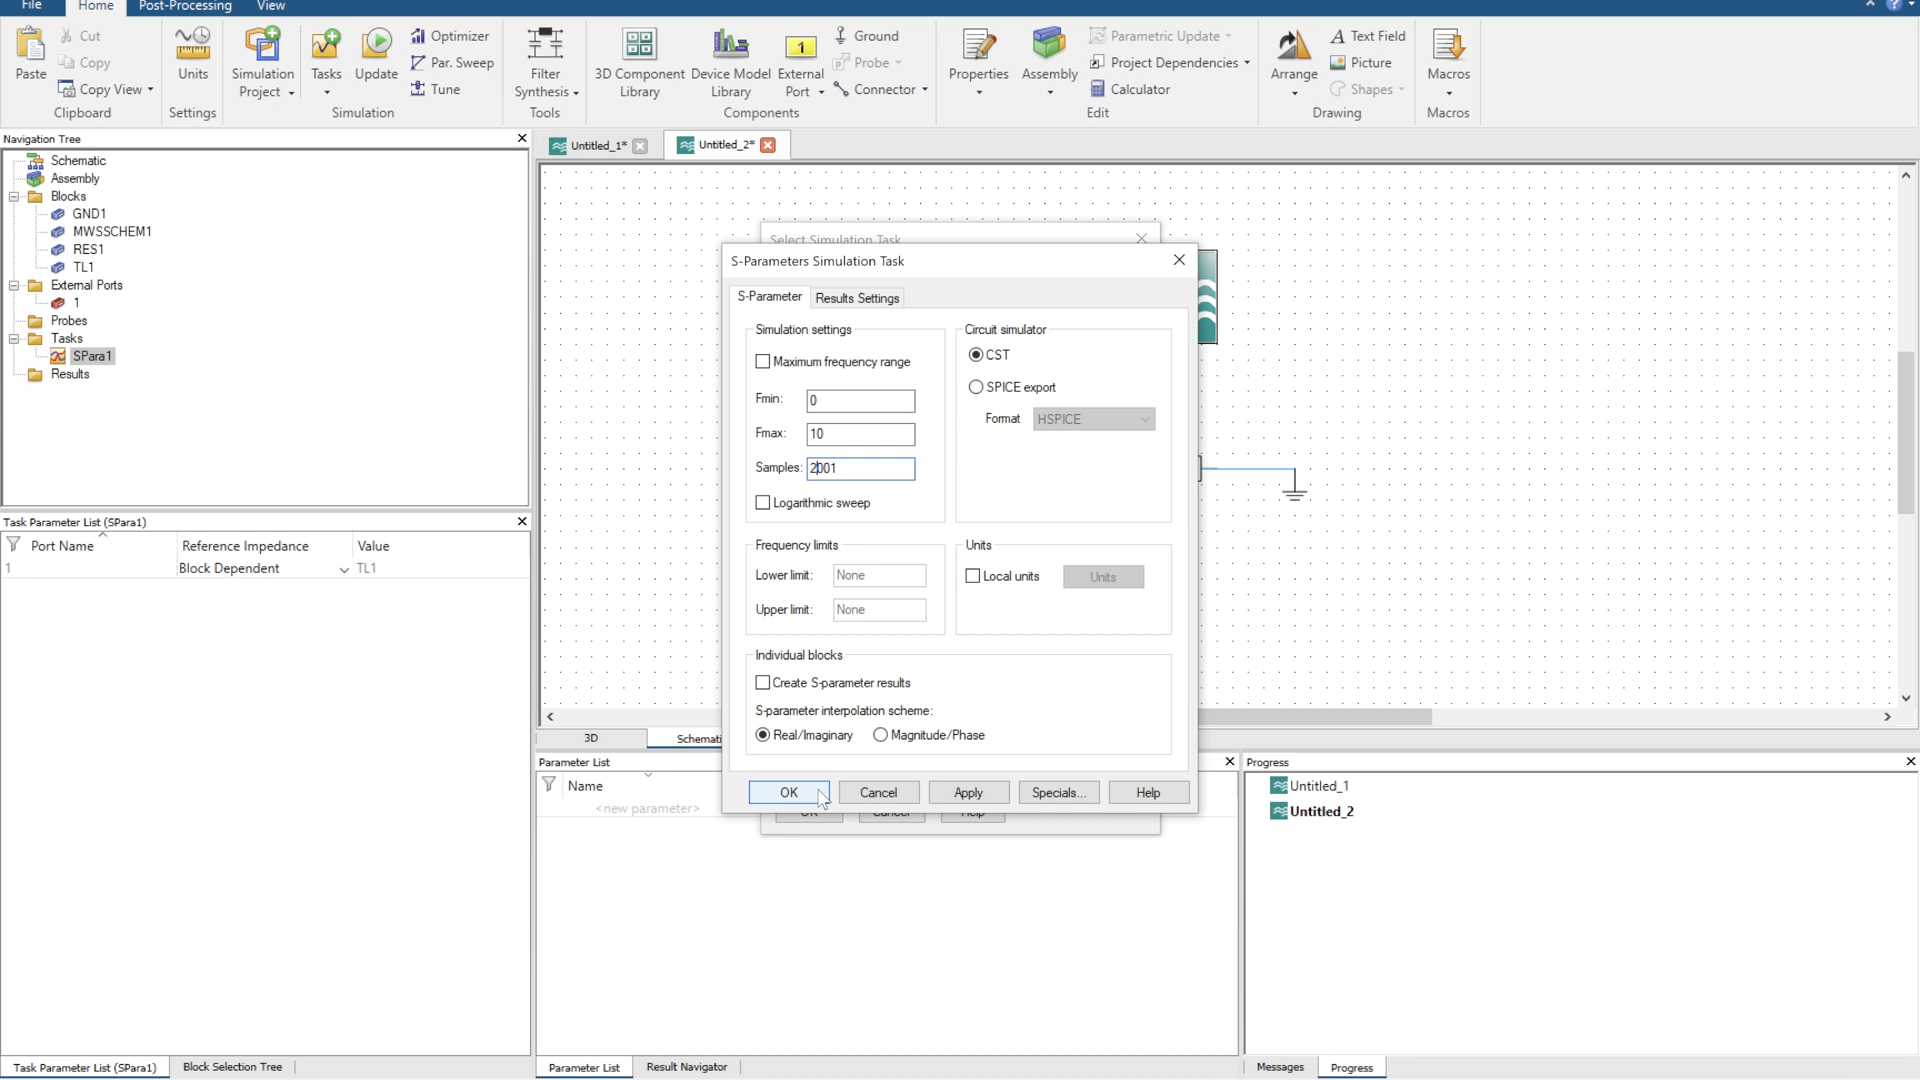 File Home Post-Processing View
Paste Cut Copy Copy View Clipboard
Units Settings
Simulation Project Tasks Update Optimizer Par. Sweep Tune Simulation
Filter Synthesis Tools
3D Component Library Device Model Library 1 External Port Ground Probe Connector Components
Properties Assembly Parametric Update Project Dependencies Calculator Edit
Arrange A Text Field Picture Shapes Drawing
Macros Macros
Navigation Tree
Schematic
Assembly
Blocks
GND1
MWSSCHEM1
RES1
TL1
External Ports
1
Probes
Tasks
SPara1
Results
Task Parameter List (SPara1)
Port Name Reference Impedance Value
1 Block Dependent TL1
Task Parameter List (SPara1) Block Selection Tree
Untitled_1* Untitled_2*
Select Simulation Task
S-Parameters Simulation Task
S-Parameter Results Settings
Simulation settings
Maximum frequency range
Fmin: 0
Fmax: 10
Samples: 2001
Logarithmic sweep
Circuit simulator
CST
SPICE export
Format HSPICE
Frequency limits
Lower limit: None
Upper limit: None
Units
Local units Units
Individual blocks
Create S-parameter results
S-parameter interpolation scheme:
Real/Imaginary Magnitude/Phase
OK Cancel Apply Specials... Help
OK Cancel Help
3D Schemati
Parameter List
Name
<new parameter>
Parameter List Result Navigator
Progress
Untitled_1
Untitled_2
Messages Progress